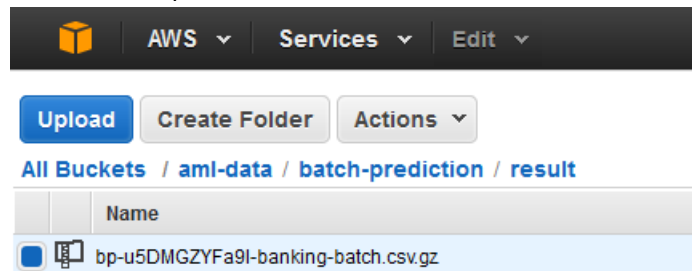 AWS Services Edit
Upload Create Folder Actions
All Buckets / aml-data / batch-prediction / result
Name
bp-u5DMGZYFa9I-banking-batch.csv.gz